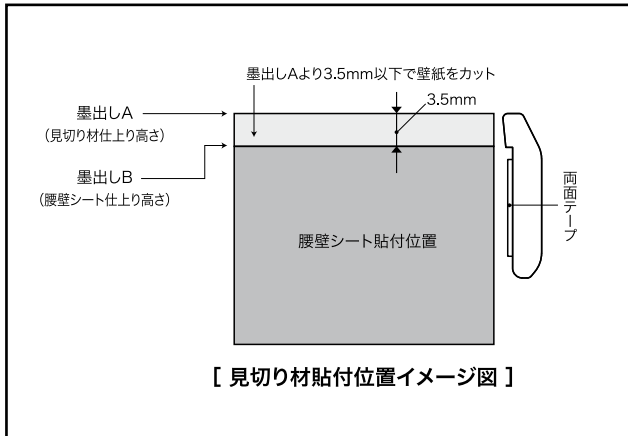 墨出しAより3.5mm以下で壁紙をカット
3.5mm
墨出しA
(見切り材仕上り高さ)
墨出しB
(腰壁シート仕上り高さ)
両面テープ
腰壁シート貼付位置
[ 見切り材貼付位置イメージ図 ]